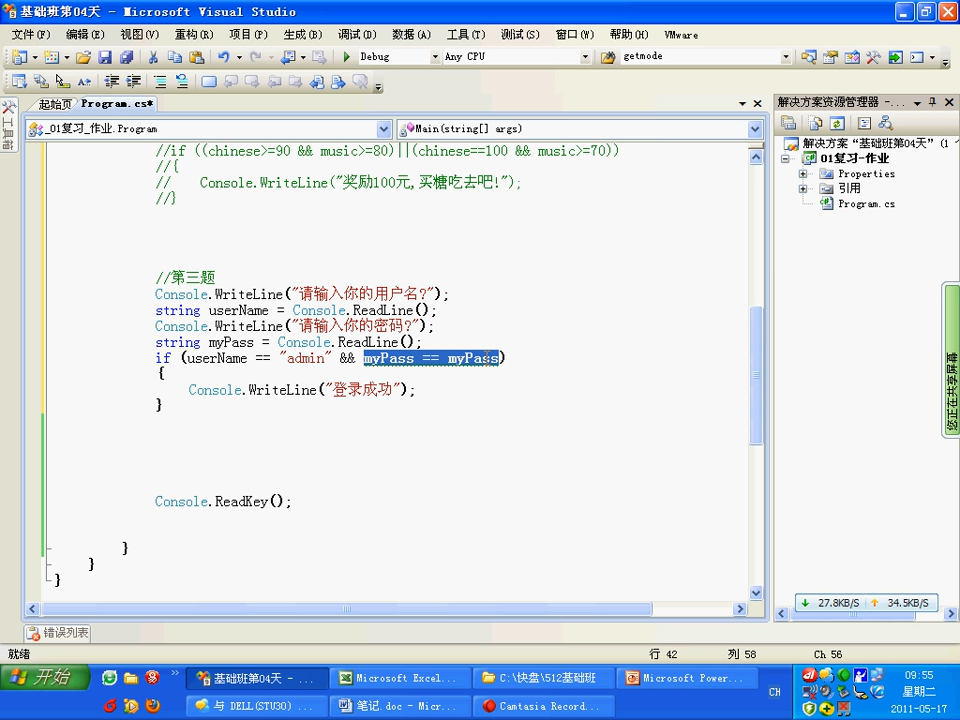 基础班第04天 - Microsoft Visual Studio
文件(F) 编辑(E) 视图(V) 重构(R) 项目(P) 生成(B) 调试(D) 数据(A) 工具(T) 测试(S) 窗口(W) 帮助(H) VMware
Debug Any CPU getmode
起始页 Program.cs*
工具箱
_01复习_作业.Program Main(string[] args)
//if ((chinese>=90 && music>=80)||(chinese==100 && music>=70))
//{
// Console.WriteLine("奖励100元,买糖吃去吧!");
//}
//第三题
Console.WriteLine("请输入你的用户名?");
string userName = Console.ReadLine();
Console.WriteLine("请输入你的密码?");
string myPass = Console.ReadLine();
if (userName == "admin" && myPass == myPass)
{
Console.WriteLine("登录成功");
}
Console.ReadKey();
}
}
}
解决方案资源管理器 -...
解决方案"基础班第04天" (1
01复习-作业
Properties
引用
Program.cs
您正在共享屏幕
27.8KB/S 34.5KB/S
错误列表
就绪 行 42 列 58 Ch 56
开始 基础班第04天 - ... Microsoft Excel... C:\快盘\512基础班 Microsoft Power...
与 DELL(STU30) ... 笔记.doc - Micr... Camtasia Record...
CH
09:55
星期二
2011-05-17